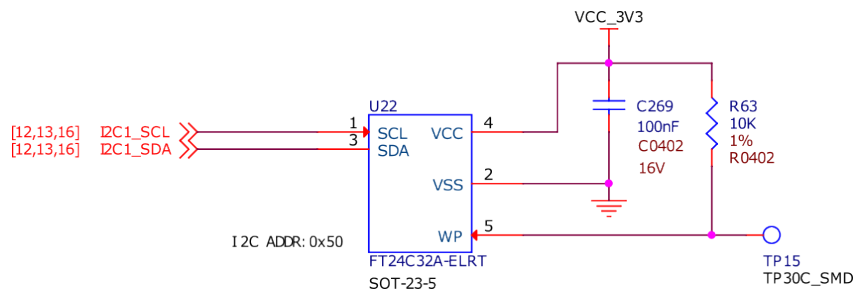 VCC_3V3
U22
[12,13,16] I2C1_SCL
1
SCL
VCC
4
[12,13,16] I2C1_SDA
3
SDA
C269
100nF
C0402
16V
R63
10K
1%
R0402
VSS
2
WP
5
I2C ADDR: 0x50
FT24C32A-ELRT
SOT-23-5
TP15
TP30C_SMD